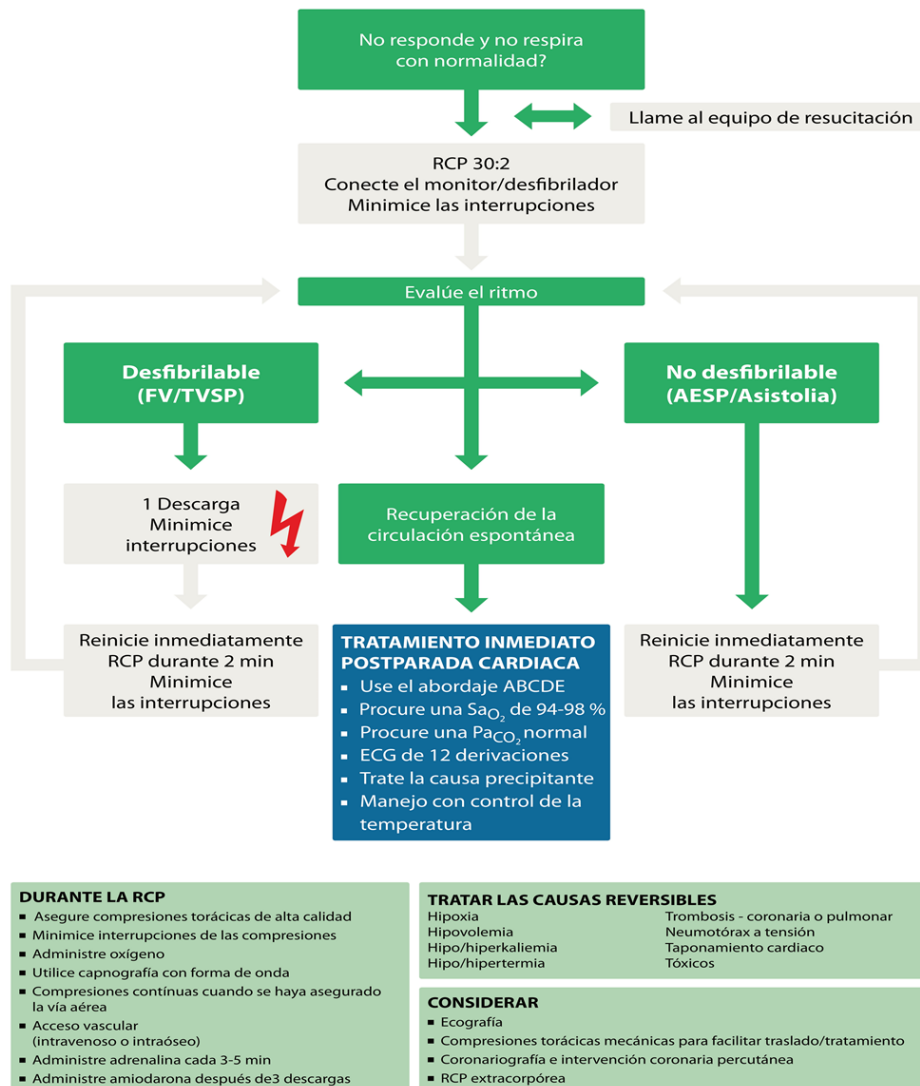 No responde y no respira
con normalidad?
Llame al equipo de resucitación
RCP 30:2
Conecte el monitor/desfibrilador
Minimice las interrupciones
Evalúe el ritmo
Desfibrilable
(FV/TVSP)
No desfibrilable
(AESP/Asistolia)
1 Descarga
Minimice
interrupciones
Recuperación de la
circulación espontánea
Reinicie inmediatamente
RCP durante 2 min
Minimice
las interrupciones
TRATAMIENTO INMEDIATO
POSTPARADA CARDIACA
▪ Use el abordaje ABCDE
▪ Procure una SaO₂ de 94-98 %
▪ Procure una PaCO₂ normal
▪ ECG de 12 derivaciones
▪ Trate la causa precipitante
▪ Manejo con control de la
temperatura
Reinicie inmediatamente
RCP durante 2 min
Minimice
las interrupciones
DURANTE LA RCP
▪ Asegure compresiones torácicas de alta calidad
▪ Minimice interrupciones de las compresiones
▪ Administre oxígeno
▪ Utilice capnografía con forma de onda
▪ Compresiones contínuas cuando se haya asegurado
la vía aérea
▪ Acceso vascular
(intravenoso o intraóseo)
▪ Administre adrenalina cada 3-5 min
▪ Administre amiodarona después de3 descargas
TRATAR LAS CAUSAS REVERSIBLES
Hipoxia
Hipovolemia
Hipo/hiperkaliemia
Hipo/hipertermia
Trombosis - coronaria o pulmonar
Neumotórax a tensión
Taponamiento cardiaco
Tóxicos
CONSIDERAR
▪ Ecografía
▪ Compresiones torácicas mecánicas para facilitar traslado/tratamiento
▪ Coronariografía e intervención coronaria percutánea
▪ RCP extracorpórea